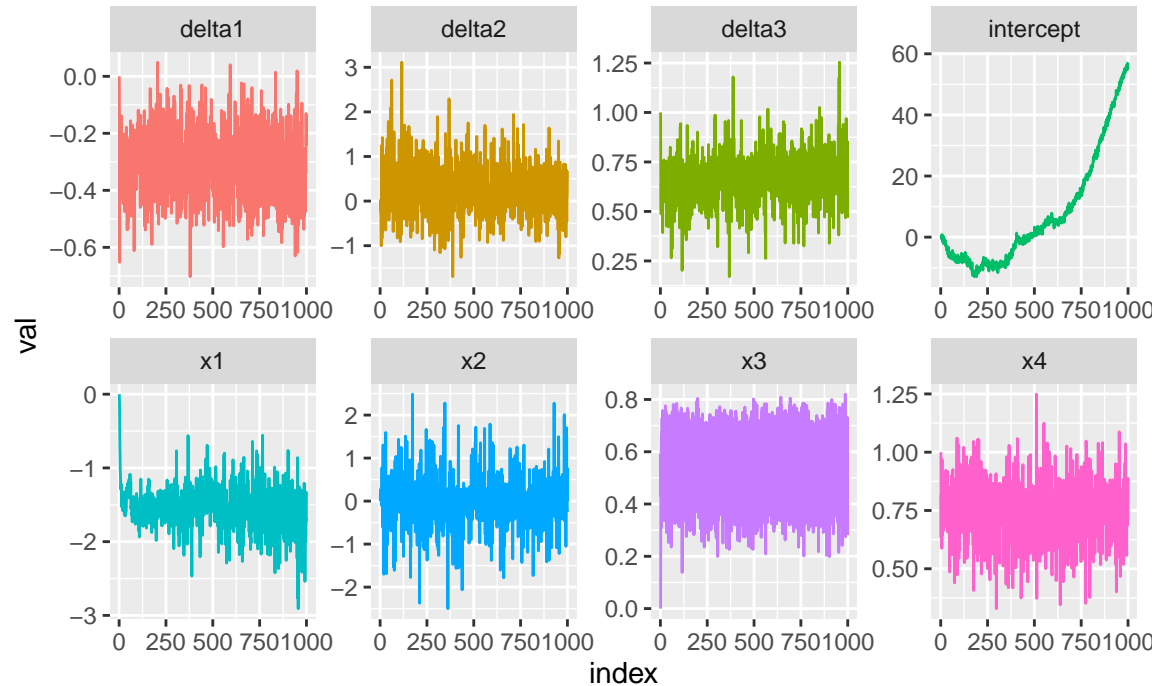 delta1 delta2 delta3 intercept
0.0 −0.2 −0.4 −0.6
3 2 1 0 −1
1.25 1.00 0.75 0.50 0.25
60 40 20 0
0 250 500 7501000 0 250 500 7501000 0 250 500 7501000 0 250 500 7501000
val
x1 x2 x3 x4
0 −1 −2 −3
2 1 0 −1 −2
0.8 0.6 0.4 0.2 0.0
1.25 1.00 0.75 0.50
0 250 500 7501000 0 250 500 7501000 0 250 500 7501000 0 250 500 7501000
index